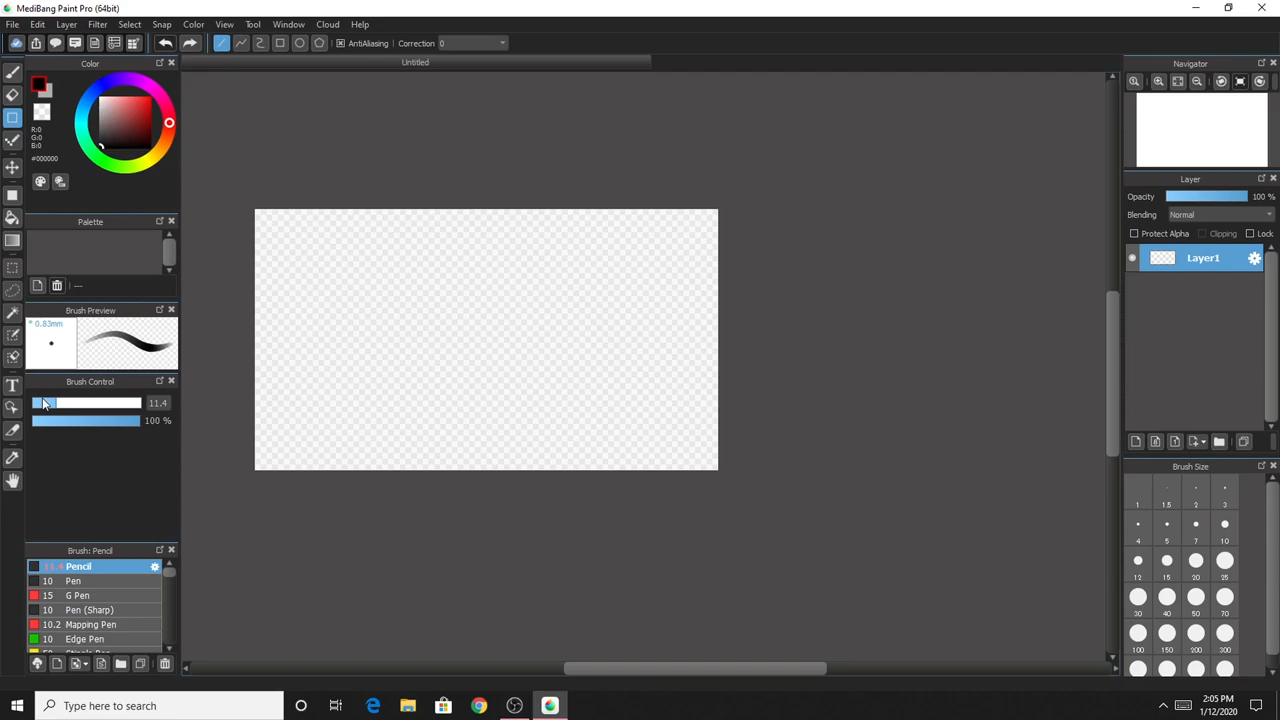 MediBang Paint Pro (64bit)
File Edit Layer Filter Select Snap Color View Tool Window Cloud Help
AntiAliasing Correction 0
Color
Untitled
Navigator
R:0
G:0
B:0
#000000
Palette
---
Brush Preview
* 0.83mm
Brush Control
11.4
100 %
Brush: Pencil
11.4 Pencil
10 Pen
15 G Pen
10 Pen (Sharp)
10.2 Mapping Pen
10 Edge Pen
Layer
Opacity 100 %
Blending Normal
Protect Alpha Clipping Lock
Layer1
Brush Size
1 1.5 2 3
4 5 7 10
12 15 20 25
30 40 50 70
100 150 200 300
Type here to search
2:05 PM
1/12/2020